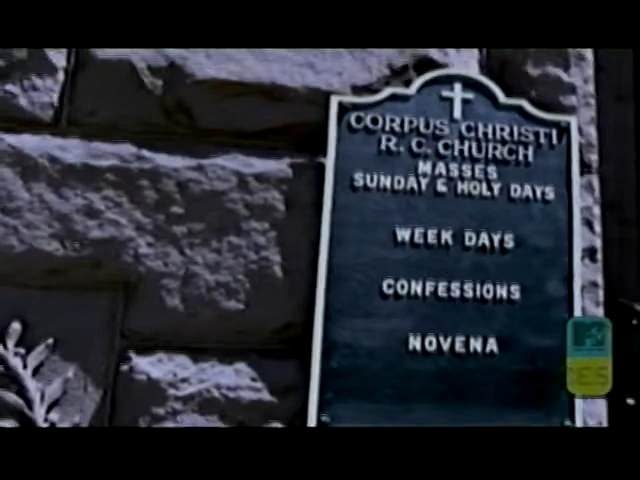 CORPUS CHRISTI
R. C. CHURCH
MASSES
SUNDAY & HOLY DAYS
WEEK DAYS
CONFESSIONS
NOVENA